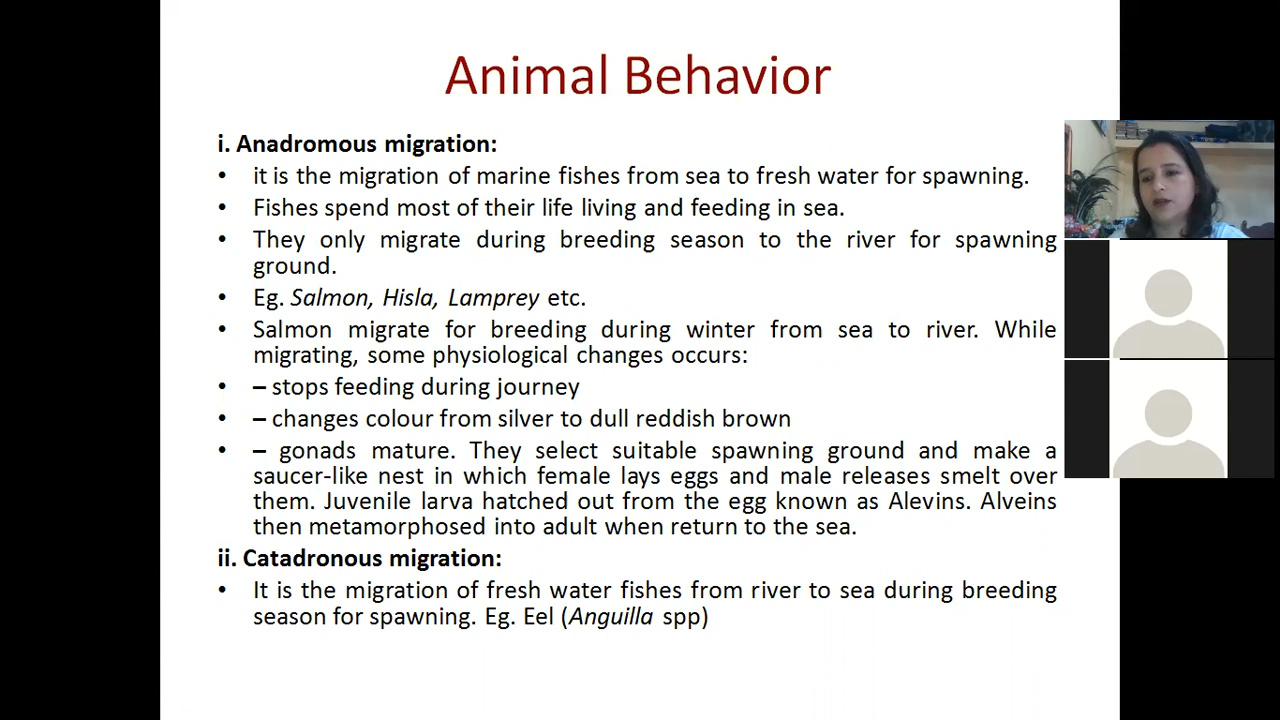 Animal Behavior
i. Anadromous migration:
• it is the migration of marine fishes from sea to fresh water for spawning.
• Fishes spend most of their life living and feeding in sea.
• They only migrate during breeding season to the river for spawning
ground.
• Eg. Salmon, Hisla, Lamprey etc.
• Salmon migrate for breeding during winter from sea to river. While
migrating, some physiological changes occurs:
• – stops feeding during journey
• – changes colour from silver to dull reddish brown
• – gonads mature. They select suitable spawning ground and make a
saucer-like nest in which female lays eggs and male releases smelt over
them. Juvenile larva hatched out from the egg known as Alevins. Alveins
then metamorphosed into adult when return to the sea.
ii. Catadronous migration:
• It is the migration of fresh water fishes from river to sea during breeding
season for spawning. Eg. Eel (Anguilla spp)